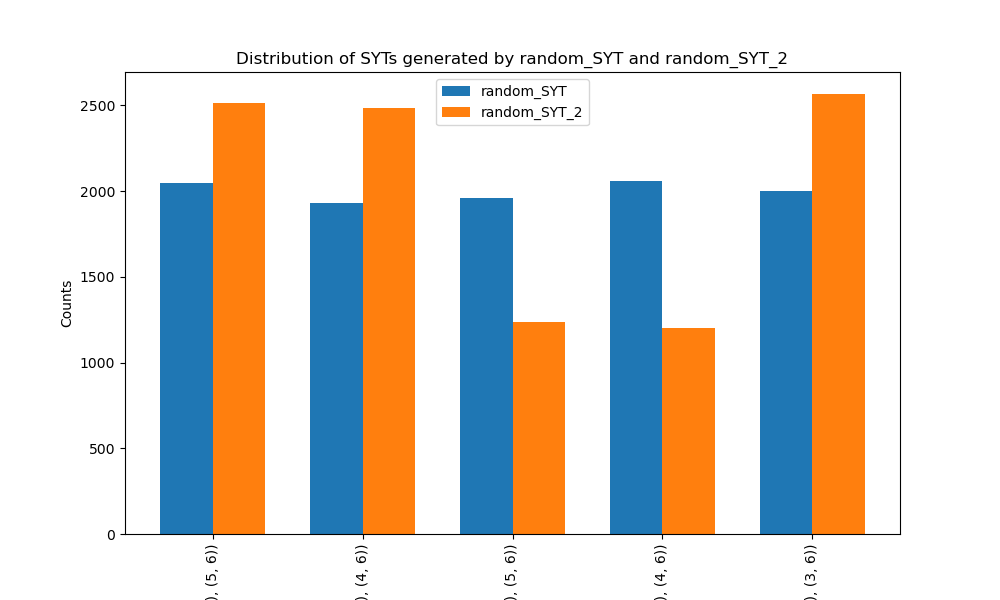 Distribution of SYTs generated by random_SYT and random_SYT_2
random_SYT
random_SYT_2
Counts
2500
2000
1500
1000
500
0
), (5, 6))
), (4, 6))
), (5, 6))
), (4, 6))
), (3, 6))